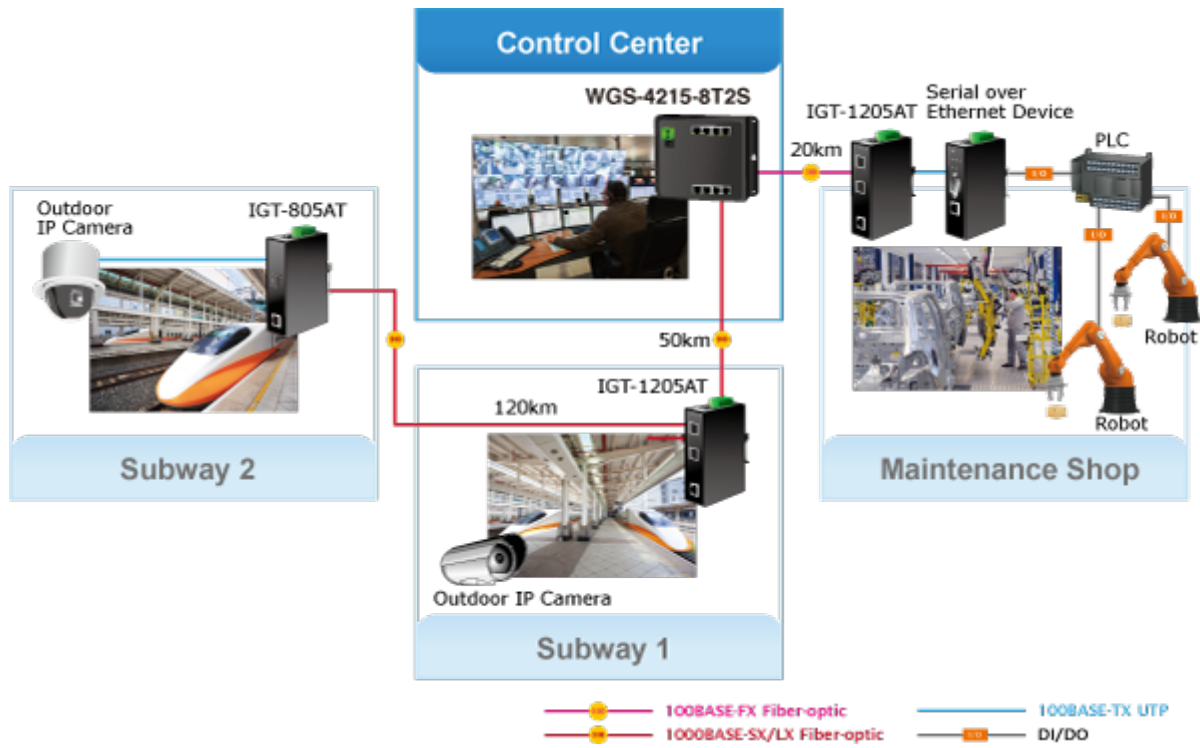 Control Center
WGS-4215-8T2S
Serial over
Ethernet Device
IGT-1205AT
PLC
20km
I/O
I/O
I/O
Outdoor
IP Camera
IGT-805AT
50km
Robot
IGT-1205AT
120km
Robot
Subway 2
Maintenance Shop
Outdoor IP Camera
Subway 1
100BASE-FX Fiber-optic
100BASE-TX UTP
1000BASE-SX/LX Fiber-optic
I/O
DI/DO